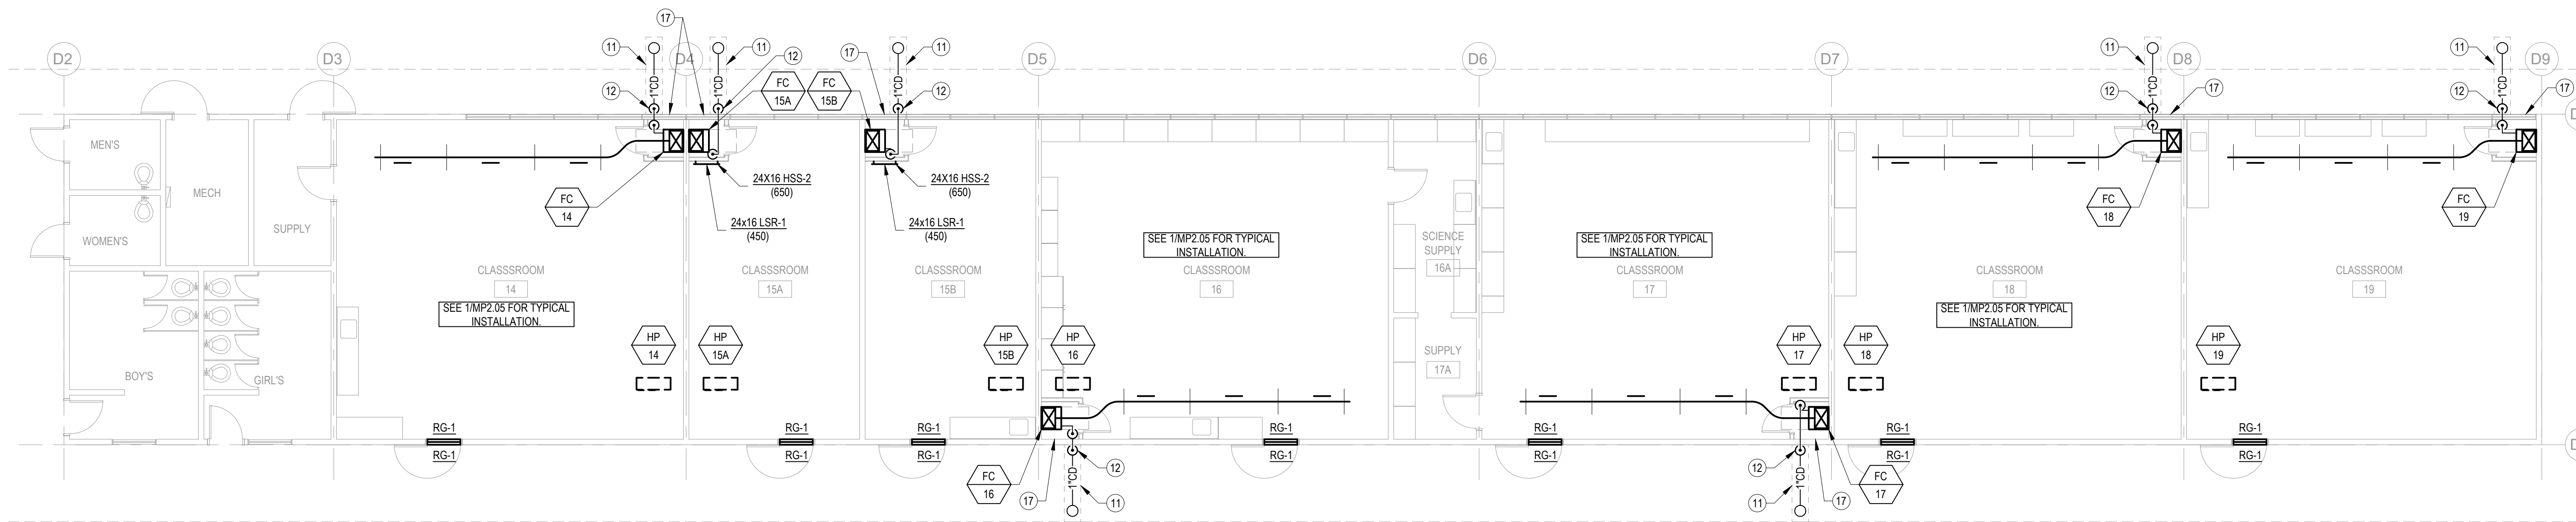 D2
D3
D4
D5
D6
D7
D8
D9
17
11
12
1"CD
11
12
1"CD
FC
15A
FC
15B
17
11
12
1"CD
11
12
1"CD
17
11
12
1"CD
17
MEN'S
MECH
WOMEN'S
SUPPLY
BOY'S
GIRL'S
FC
14
24X16 HSS-2
(650)
24x16 LSR-1
(450)
24X16 HSS-2
(650)
24x16 LSR-1
(450)
FC
18
FC
19
CLASSSROOM
14
SEE 1/MP2.05 FOR TYPICAL
INSTALLATION.
CLASSSROOM
15A
CLASSSROOM
15B
SEE 1/MP2.05 FOR TYPICAL
INSTALLATION.
CLASSSROOM
16
SCIENCE
SUPPLY
16A
SEE 1/MP2.05 FOR TYPICAL
INSTALLATION.
CLASSSROOM
17
CLASSSROOM
18
SEE 1/MP2.05 FOR TYPICAL
INSTALLATION.
CLASSSROOM
19
HP
14
HP
15A
HP
15B
HP
16
SUPPLY
17A
HP
17
HP
18
HP
19
RG-1
RG-1
RG-1
RG-1
RG-1
RG-1
RG-1
RG-1
RG-1
RG-1
RG-1
RG-1
RG-1
RG-1
FC
16
17
12
1"CD
11
12
1"CD
11
17
FC
17